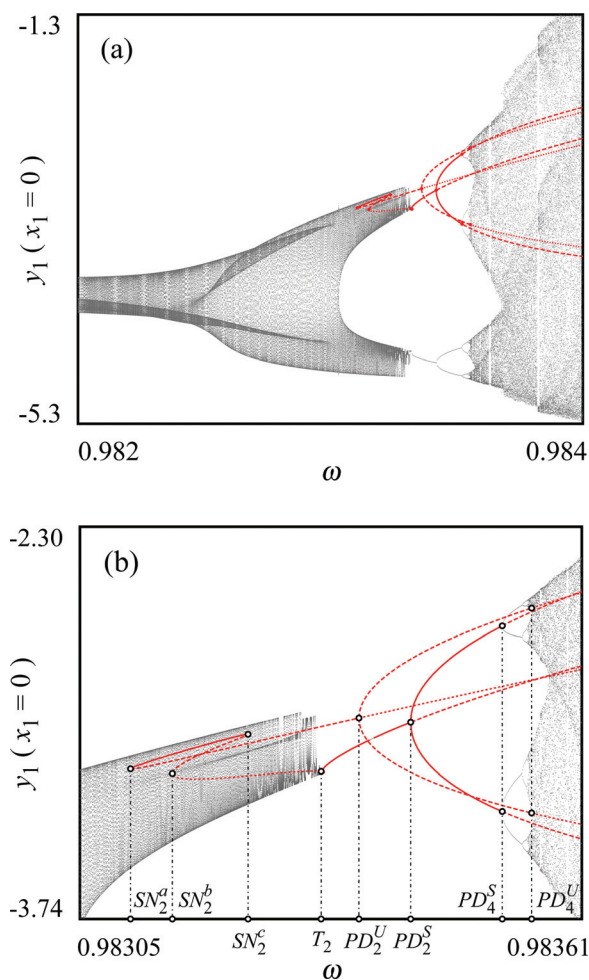 -1.3
(a)
y₁ ( x₁ = 0)
-5.3
0.982
0.984
ω
-2.30
(b)
y₁ ( x₁ = 0)
SN₂ᵃ SN₂ᵇ
SN₂ᶜ
T₂
PD₂ᵁ
PD₂ˢ
PD₄ˢ
PD₄ᵁ
-3.74
0.98305
0.98361
ω